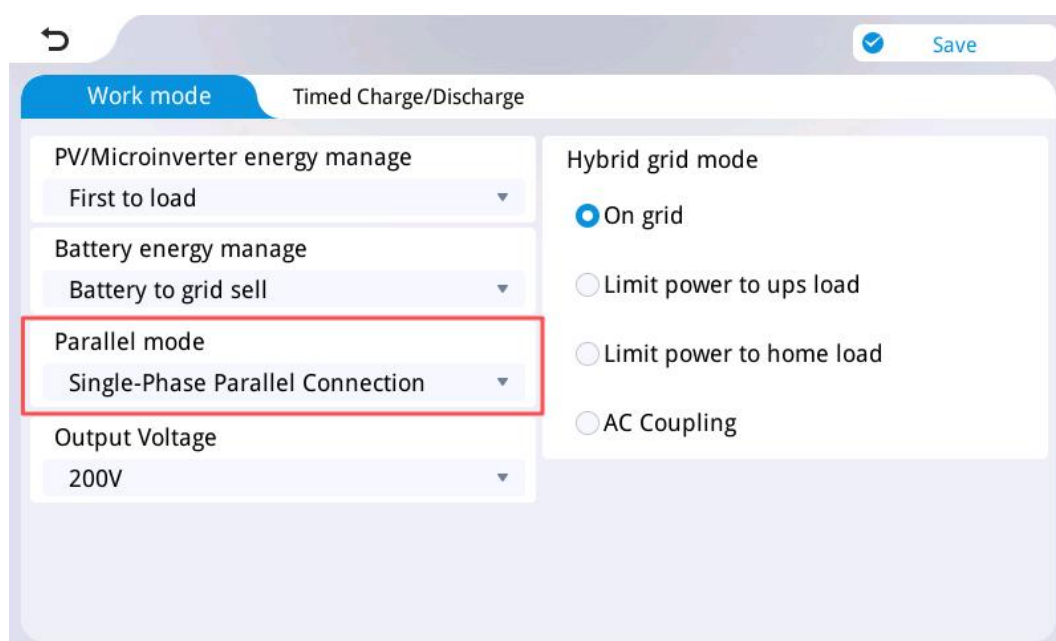 Save
Work mode
Timed Charge/Discharge
PV/Microinverter energy manage
First to load
Battery energy manage
Battery to grid sell
Parallel mode
Single-Phase Parallel Connection
Output Voltage
200V
Hybrid grid mode
On grid
Limit power to ups load
Limit power to home load
AC Coupling